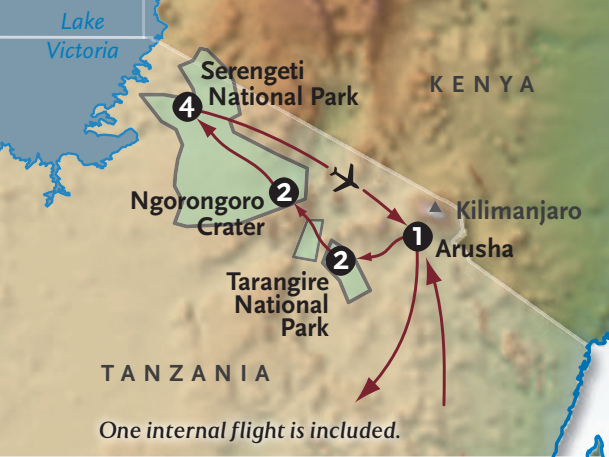 Lake
Victoria
Serengeti
National Park
KENYA
4
Ngorongoro
Crater
2
Kilimanjaro
1
Arusha
2
Tarangire
National
Park
TANZANIA
One internal flight is included.